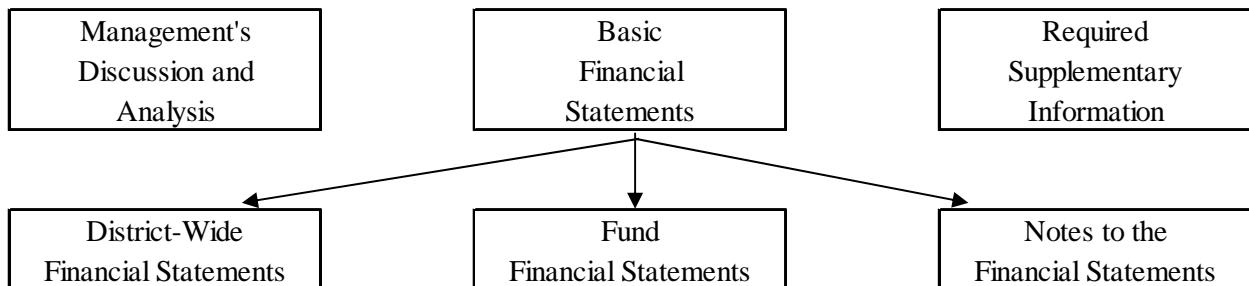 Management's
Discussion and
Analysis
Basic
Financial
Statements
Required
Supplementary
Information
District-Wide
Financial Statements
Fund
Financial Statements
Notes to the
Financial Statements